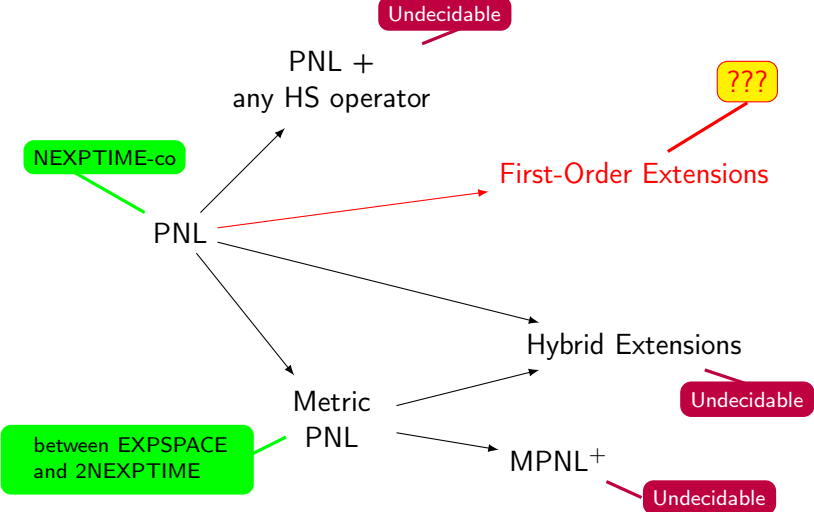 Undecidable
PNL +
any HS operator
???
NEXPTIME-co
First-Order Extensions
PNL
Hybrid Extensions
Metric
PNL
Undecidable
between EXPSPACE
and 2NEXPTIME
MPNL⁺
Undecidable